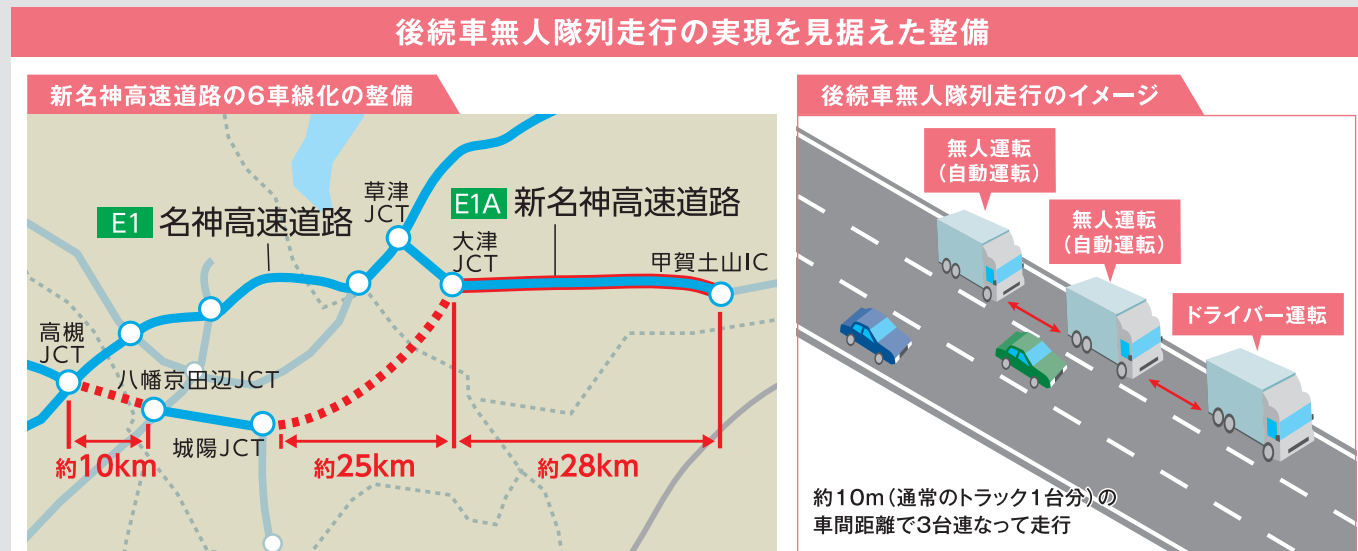 後続車無人隊列走行の実現を見据えた整備
新名神高速道路の6車線化の整備
草津
JCT
E1A 新名神高速道路
E1 名神高速道路
大津
JCT
甲賀土山IC
高槻
JCT
八幡京田辺JCT
城陽JCT
約10km
約25km
約28km
後続車無人隊列走行のイメージ
無人運転
(自動運転)
無人運転
(自動運転)
ドライバー運転
約10m(通常のトラック1台分)の
車間距離で3台連なって走行